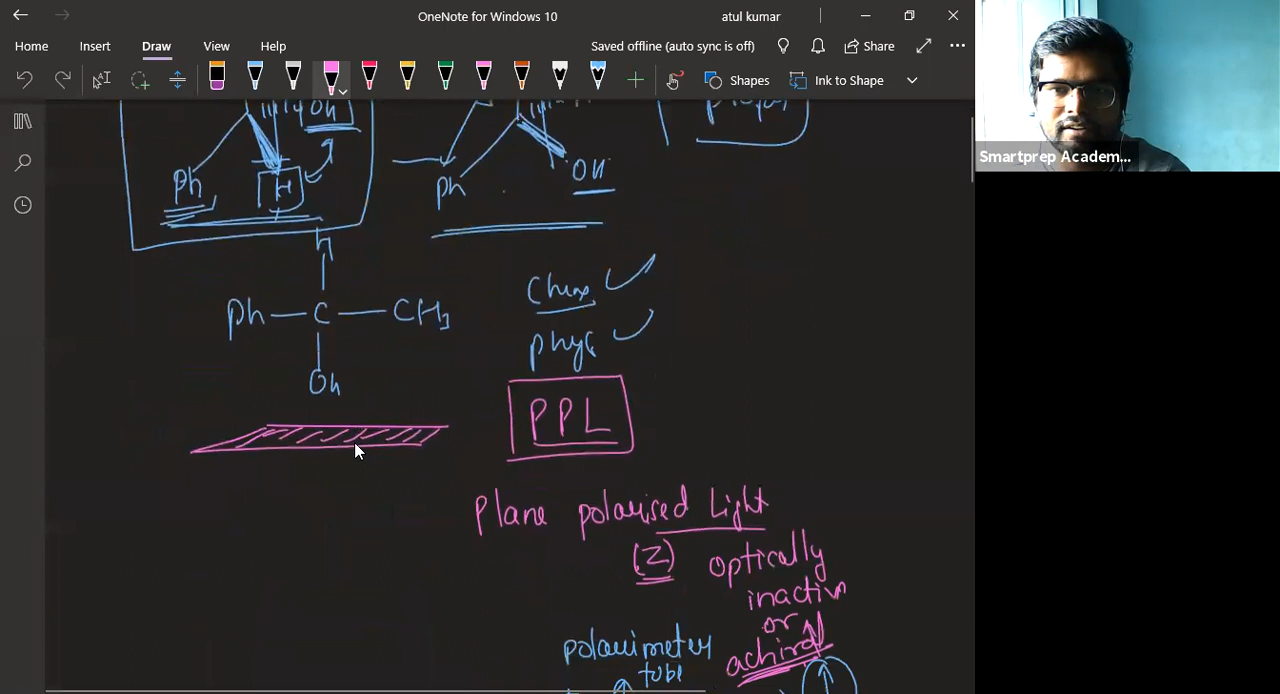 OneNote for Windows 10
atul kumar
Home Insert Draw View Help
Saved offline (auto sync is off)
Share
Shapes
Ink to Shape
Smartprep Academ...
OH
Ph
H
Ph
OH
H
Ph—C—CH3
OH
Chem
phys
PPL
Plane polarised Light
(Z) optically
inactive
or
achiral
polarimeter
tube